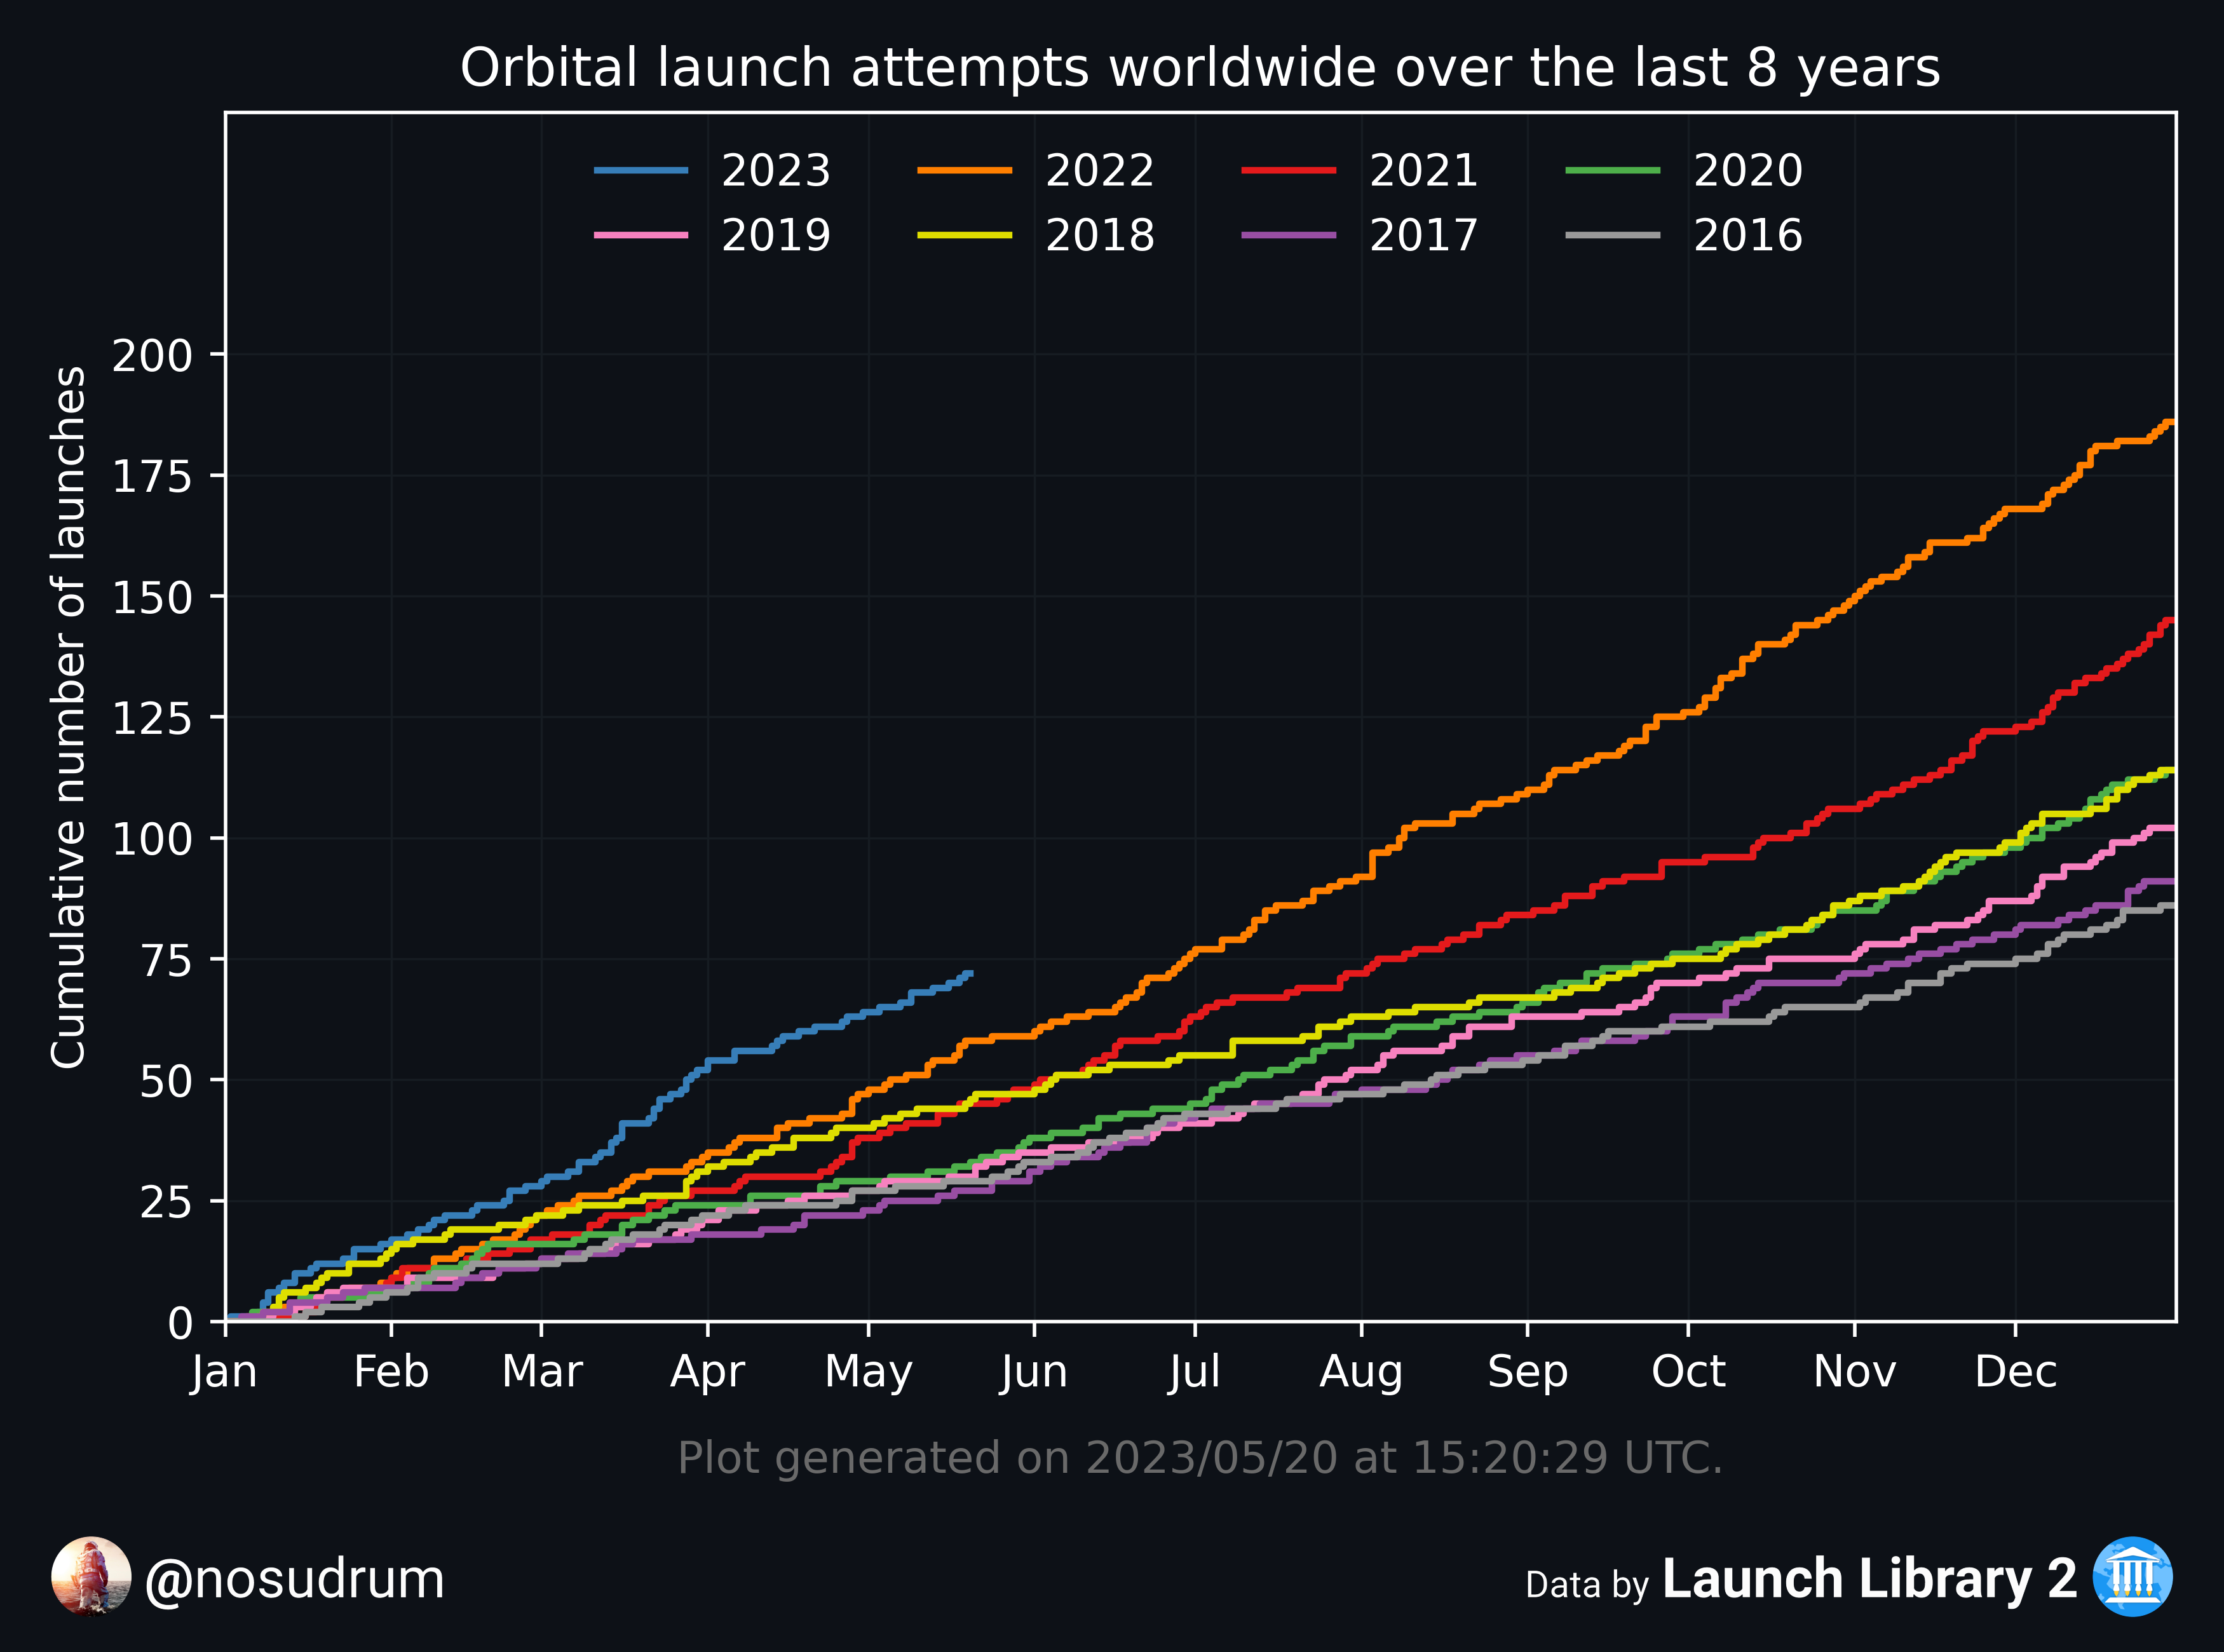 Orbital launch attempts worldwide over the last 8 years
2023 2022 2021 2020
2019 2018 2017 2016
Cumulative number of launches
200
175
150
125
100
75
50
25
0
Jan Feb Mar Apr May Jun Jul Aug Sep Oct Nov Dec
Plot generated on 2023/05/20 at 15:20:29 UTC.
@nosudrum
Data by Launch Library 2